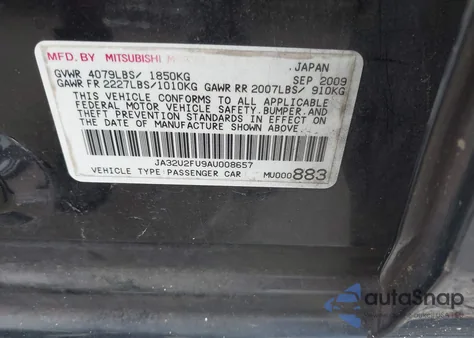 MFD. BY MITSUBISHI JAPAN
GVWR 4079LBS/ 1850KG SEP 2009
GAWR FR 2227LBS/1010KG GAWR RR 2007LBS/ 910KG
THIS VEHICLE CONFORMS TO ALL APPLICABLE
FEDERAL MOTOR VEHICLE SAFETY,BUMPER,AND
THEFT PREVENTION STANDARDS IN EFFECT ON
THE DATE OF MANUFACTURE SHOWN ABOVE.
JA32U2FU9AU008657
VEHICLE TYPE PASSENGER CAR MU000883
autoSnap